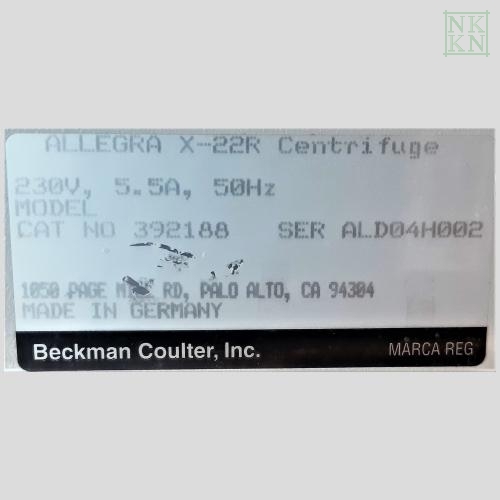 NK
KN
ALLEGRA X-22R Centrifuge
230V, 5.5A, 50Hz
MODEL
CAT NO 392188 SER ALD04H002
1050 PAGE RD, PALO ALTO, CA 94304
MADE IN GERMANY
Beckman Coulter, Inc. MARCA REG